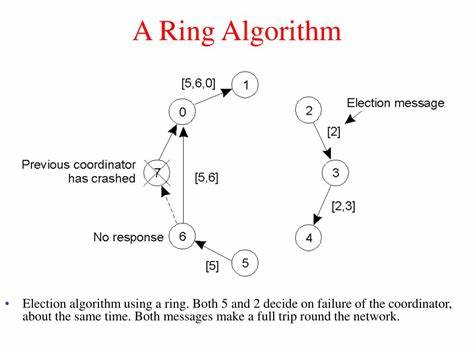 A Ring Algorithm
[5,6,0]
1
0
2
Election message
[2]
Previous coordinator
has crashed
7
[5,6]
3
[2,3]
No response
6
4
[5]
5
• Election algorithm using a ring. Both 5 and 2 decide on failure of the coordinator,
about the same time. Both messages make a full trip round the network.